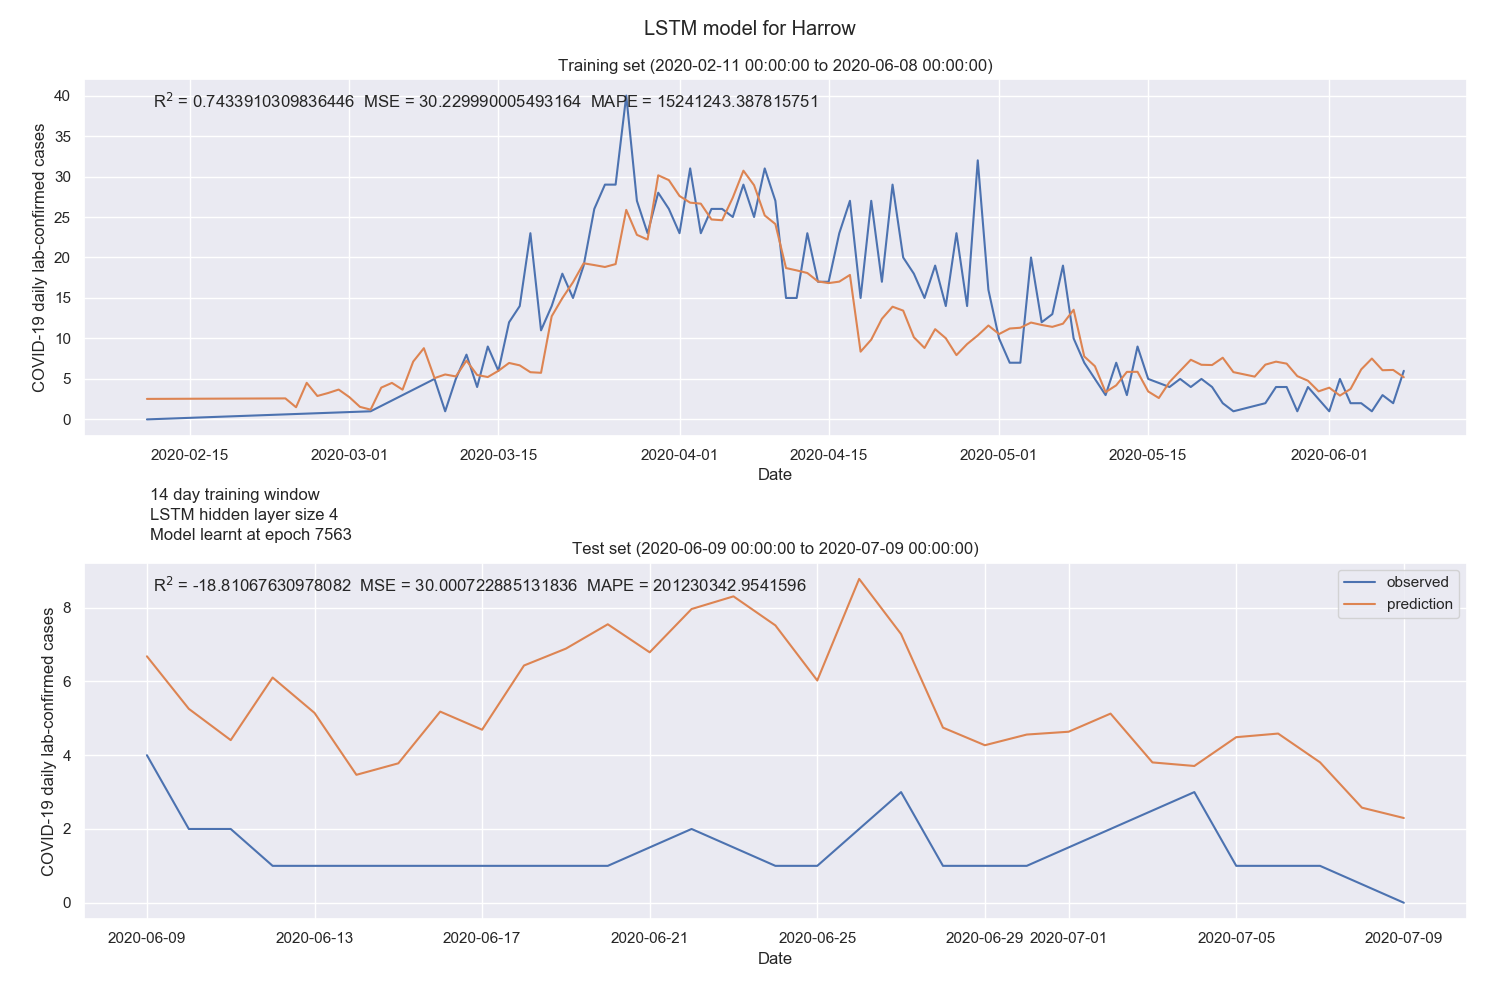 LSTM model for Harrow
Training set (2020-02-11 00:00:00 to 2020-06-08 00:00:00)
R² = 0.7433910309836446  MSE = 30.229990005493164  MAPE = 15241243.387815751
COVID-19 daily lab-confirmed cases
40
35
30
25
20
15
10
5
0
2020-02-15 2020-03-01 2020-03-15 2020-04-01 2020-04-15 2020-05-01 2020-05-15 2020-06-01
Date
14 day training window
LSTM hidden layer size 4
Model learnt at epoch 7563
Test set (2020-06-09 00:00:00 to 2020-07-09 00:00:00)
R² = -18.81067630978082  MSE = 30.000722885131836  MAPE = 201230342.9541596
observed
prediction
COVID-19 daily lab-confirmed cases
8
6
4
2
0
2020-06-09 2020-06-13 2020-06-17 2020-06-21 2020-06-25 2020-06-29 2020-07-01 2020-07-05 2020-07-09
Date